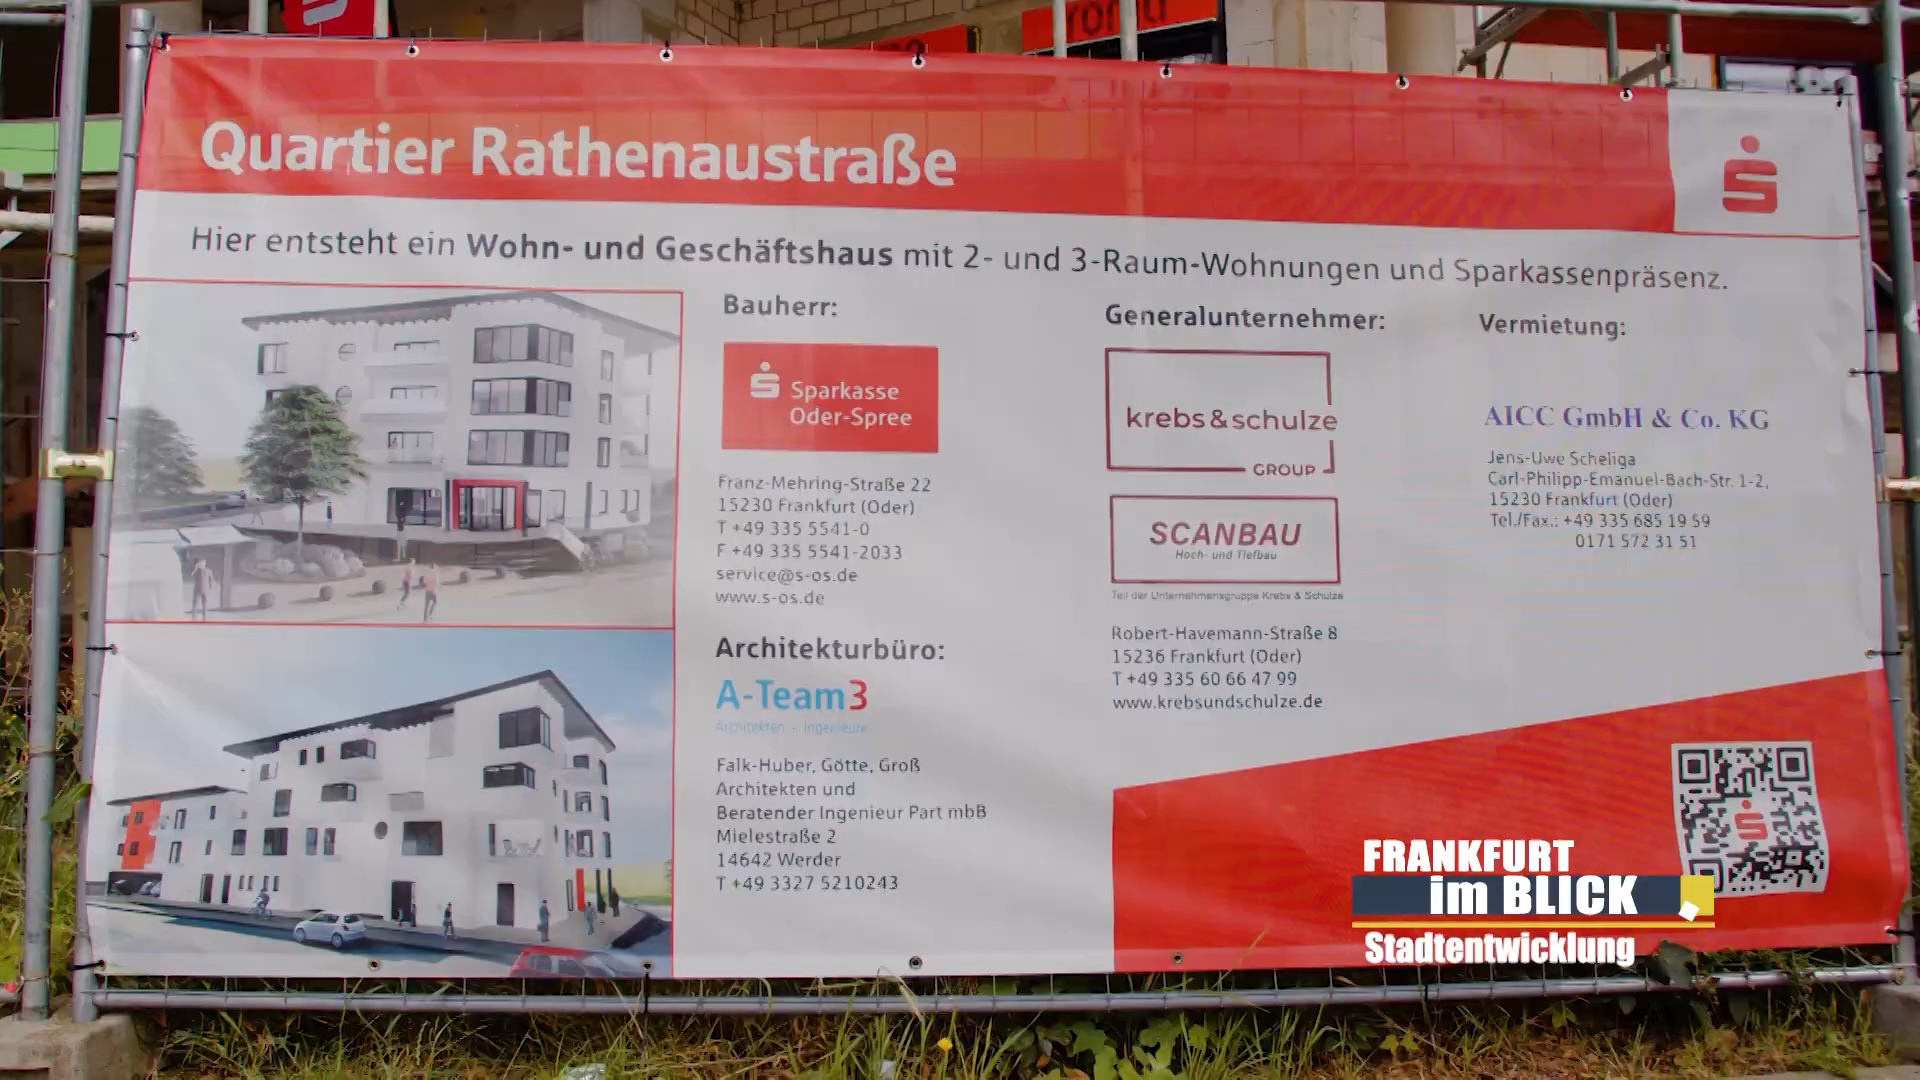 Quartier Rathenaustraße
Hier entsteht ein Wohn- und Geschäftshaus mit 2- und 3-Raum-Wohnungen und Sparkassenpräsenz.
Bauherr:
Sparkasse
Oder-Spree
Franz-Mehring-Straße 22
15230 Frankfurt (Oder)
T +49 335 5541-0
F +49 335 5541-2033
service@s-os.de
www.s-os.de
Architekturbüro:
A-Team3
Architekten - Ingenieure
Falk-Huber, Götte, Groß
Architekten und
Beratender Ingenieur Part mbB
Mielestraße 2
14642 Werder
T +49 3327 5210243
Generalunternehmer:
krebs&schulze
GROUP
SCANBAU
Hoch- und Tiefbau
Teil der Unternehmensgruppe Krebs & Schulze
Robert-Havemann-Straße 8
15236 Frankfurt (Oder)
T +49 335 60 66 47 99
www.krebsundschulze.de
Vermietung:
AICC GmbH & Co. KG
Jens-Uwe Scheliga
Carl-Philipp-Emanuel-Bach-Str. 1-2,
15230 Frankfurt (Oder)
Tel./Fax.: +49 335 685 19 59
0171 572 31 51
FRANKFURT
im BLICK
Stadtentwicklung